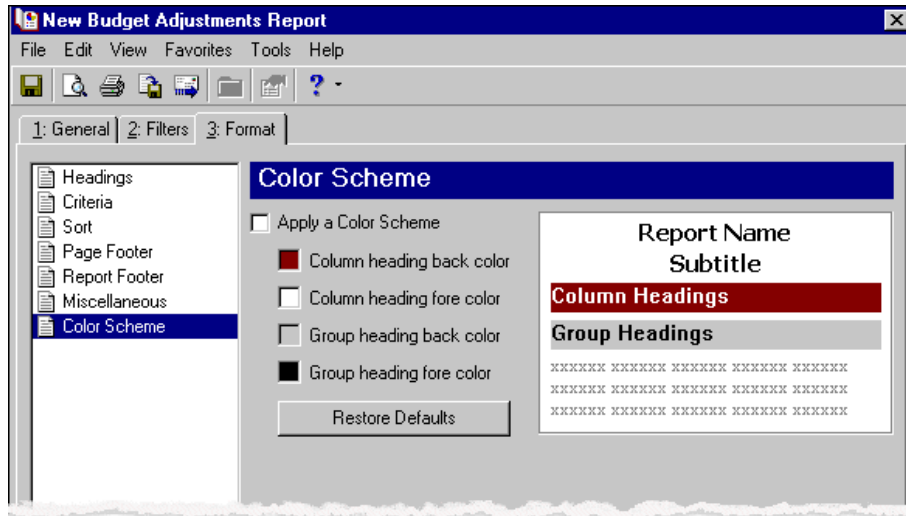 New Budget Adjustments Report
File Edit View Favorites Tools Help
?
1: General 2: Filters 3: Format
Headings
Criteria
Sort
Page Footer
Report Footer
Miscellaneous
Color Scheme
Color Scheme
Apply a Color Scheme
Column heading back color
Column heading fore color
Group heading back color
Group heading fore color
Restore Defaults
Report Name
Subtitle
Column Headings
Group Headings
xxxxxx xxxxxx xxxxxx xxxxxx xxxxxx
xxxxxx xxxxxx xxxxxx xxxxxx xxxxxx
xxxxxx xxxxxx xxxxxx xxxxxx xxxxxx